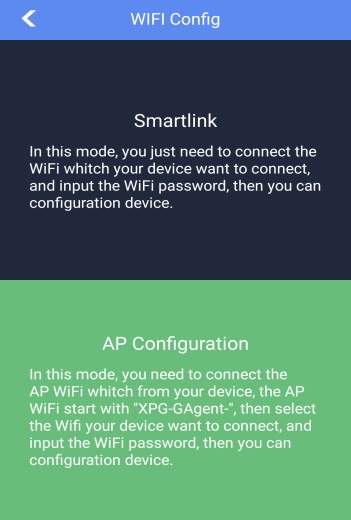 WIFI Config
Smartlink
In this mode, you just need to connect the
WiFi whitch your device want to connect,
and input the WiFi password, then you can
configuration device.
AP Configuration
In this mode, you need to connect the
AP WiFi whitch from your device, the AP
WiFi start with "XPG-GAgent-", then select
the Wifi your device want to connect, and
input the WiFi password, then you can
configuration device.